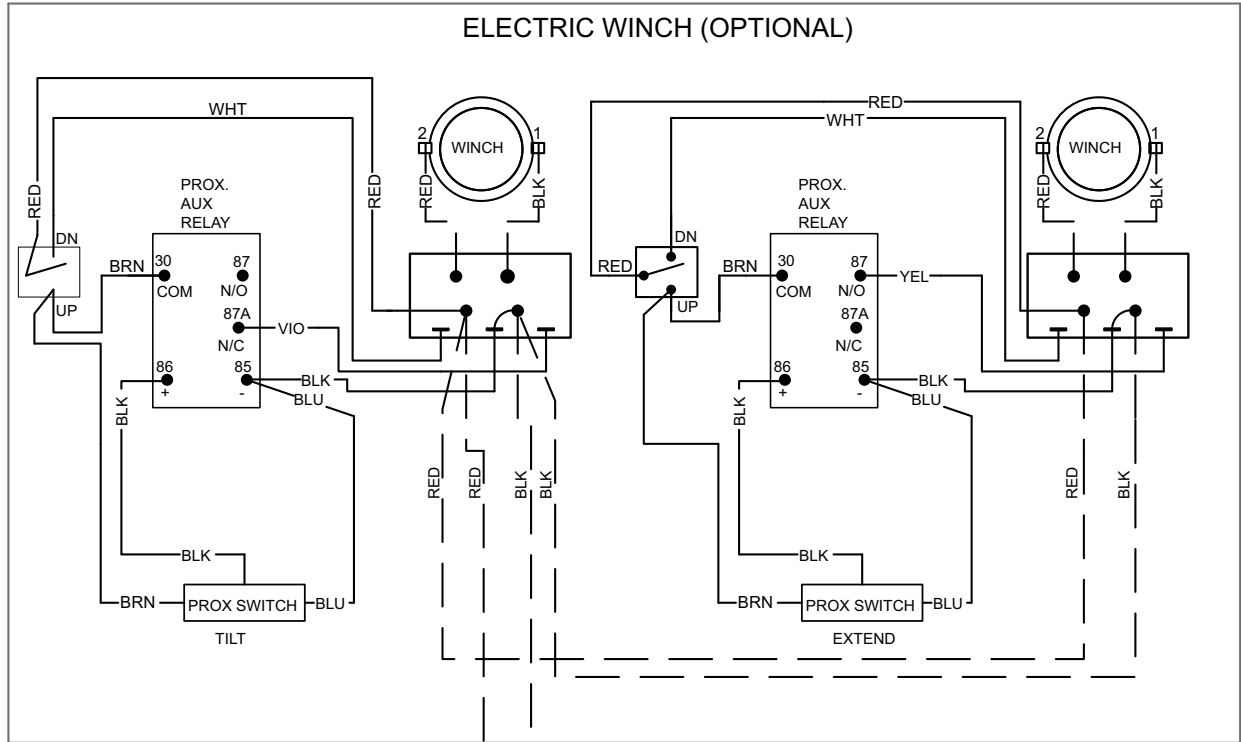 ELECTRIC WINCH (OPTIONAL)
WHT
RED
RED
DN
UP
BRN
PROX.
AUX
RELAY
30
COM
87
N/O
87A
N/C
86
+
85
-
VIO
BLK
BLU
BLK
2
1
WINCH
RED
BLK
RED
RED
BLK
BLK
BLK
BRN
PROX SWITCH
BLU
TILT
RED
WHT
RED
DN
UP
BRN
PROX.
AUX
RELAY
30
COM
87
N/O
87A
N/C
86
+
85
-
YEL
BLK
BLU
BLK
2
1
WINCH
RED
BLK
RED
BLK
BLK
BRN
PROX SWITCH
BLU
EXTEND